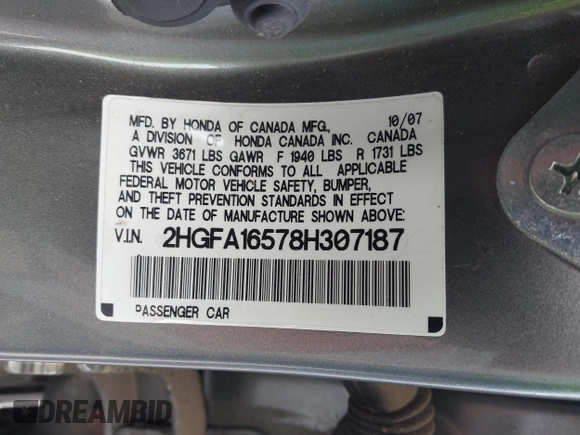 MFD. BY HONDA OF CANADA MFG., 10/07
A DIVISION OF HONDA CANADA INC. CANADA
GVWR 3671 LBS GAWR F 1940 LBS R 1731 LBS
THIS VEHICLE CONFORMS TO ALL APPLICABLE
FEDERAL MOTOR VEHICLE SAFETY, BUMPER,
AND THEFT PREVENTION STANDARDS IN EFFECT
ON THE DATE OF MANUFACTURE SHOWN ABOVE:
V.I.N. 2HGFA16578H307187
PASSENGER CAR
DREAMBID